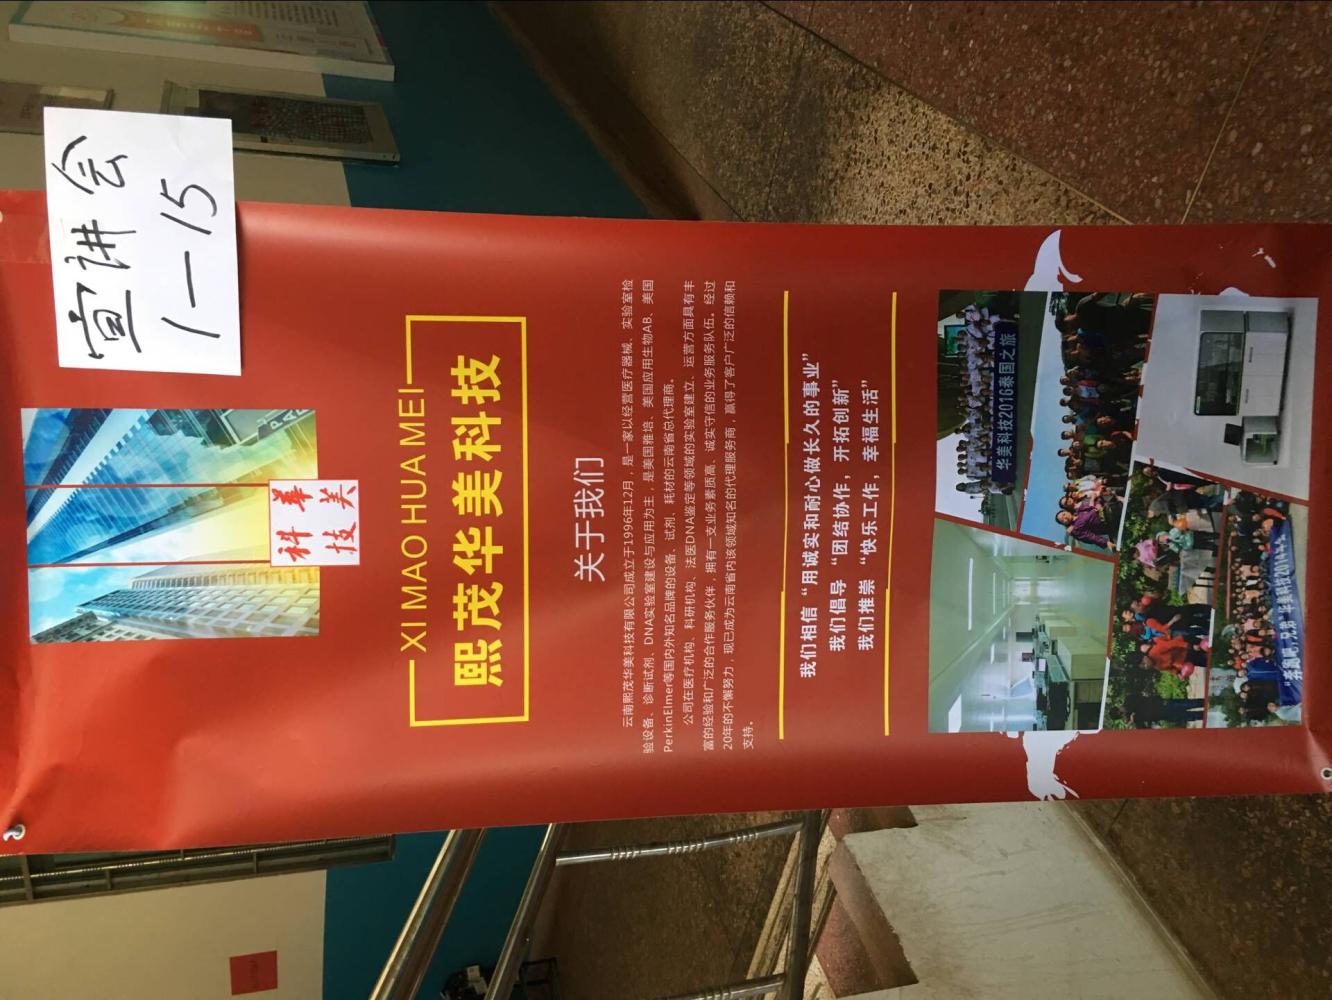 宣讲会
1—15
華美
科技
XI MAO HUA MEI
熙茂华美科技
关于我们
云南熙茂华美科技有限公司成立于1996年12月，是一家以经营医疗器械、实验室检
验设备、诊断试剂、DNA实验室建设与应用为主，是美国雅培、美国应用生物AB、美国
PerkinElmer等国内外知名品牌的设备、试剂、耗材的云南省总代理商。
公司在医疗机构、科研机构、法医DNA鉴定等领域的实验室建立、运营方面具有丰
富的经验和广泛的合作服务伙伴，拥有一支业务素质高、诚实守信的业务服务队伍。经过
20年的不懈努力，现已成为云南省内该领域知名的代理服务商，赢得了客户广泛的信赖和
支持。
我们相信“用诚实和耐心做长久的事业”
我们倡导“团结协作，开拓创新”
我们推崇“快乐工作，幸福生活”
华美科技2016泰国之旅